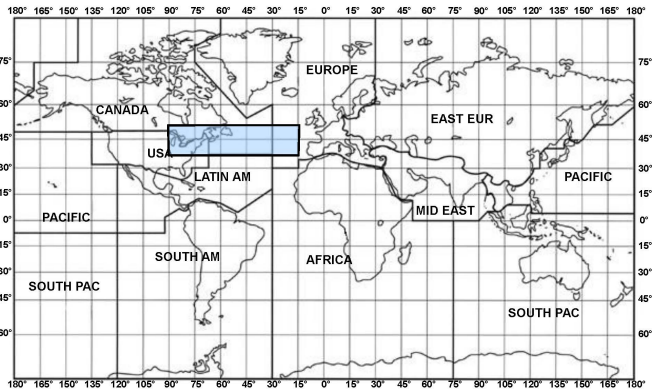 180° 165° 150° 135° 120° 105° 90° 75° 60° 45° 30° 15° 0° 15° 30° 45° 60° 75° 90° 105° 120° 135° 150° 165° 180°
75° 75°
EUROPE
60° 60°
CANADA
EAST EUR
45° 45°
USA
30° 30°
LATIN AM PACIFIC
15° 15°
PACIFIC MID EAST
0° 0°
15° 15°
SOUTH AM AFRICA
30° 30°
SOUTH PAC
45° 45°
SOUTH PAC
60° 60°
180° 165° 150° 135° 120° 105° 90° 75° 60° 45° 30° 15° 0° 15° 30° 45° 60° 75° 90° 105° 120° 135° 150° 165° 180°